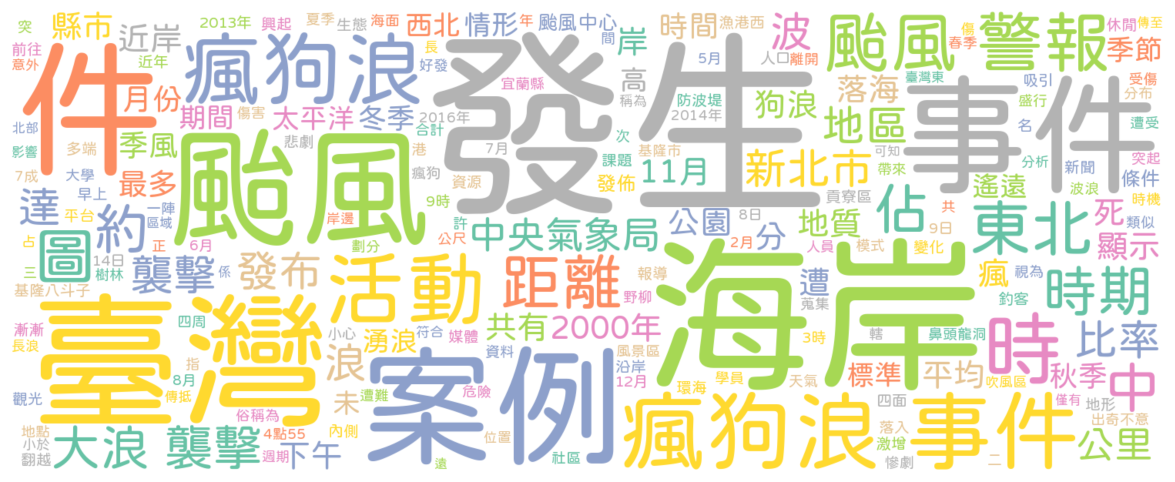 突 縣市 近岸 2013年 興起 夏季 生態 海面 西北 情形 年 颱風中心 間 岸 時間 漁港西 波 人口 離開 颱風 警報 春季 休閒 傷 傳至 季節
前往 意外 近年 瘋狗浪 長 好發 宜蘭縣 高 稱為 5月 臺灣東 吸引 盛行 受傷 分布
件 月份 期間 傷害 太平洋 冬季 2016年 合計 發生 防波堤 2014年 狗浪 落海 地區 事件 名 遭受
北部 影響 多端 季風 悲劇 港 7月 次 課題 基隆市 可知 帶來 分析 新聞 突起
7成 大學 最多 颱風 瘋狗 資源 發佈 11月 新北市 遙遠 條件 波浪 時機
達 早上 一陣 區域 岸邊 9時 許 公尺 貢寮區 佔 共 死 類似
平台 約 正 6月 劃分 中央氣象局 公園 8日 分 地質 9日 東北 顯示
占 三 圖 14日 樹林 襲擊 係 發布 活動 距離 2月 人員 模式 變化 瘋 視為
基隆八斗子 報導 野柳 遭 蒐集 釣客 時期
漸漸 長浪 四周 小心 湧浪 符合 媒體 共有 2000年 海岸 3時 轄 鼻頭龍洞 時 比率
臺灣 指 8月 傳抵 浪 遭難 案例 資料 風景區 沿岸 12月 環海 學員 天氣 標準 平均 吹風區 秋季 僅有 中
觀光 俗稱為 未 危險 四面 地形
地點 小於 翻越 大浪 襲擊 4點55 週期 內側 下午 位置 遠 社區 瘋狗浪 落入 激增 慘劇 事件 二 出奇不意 公里